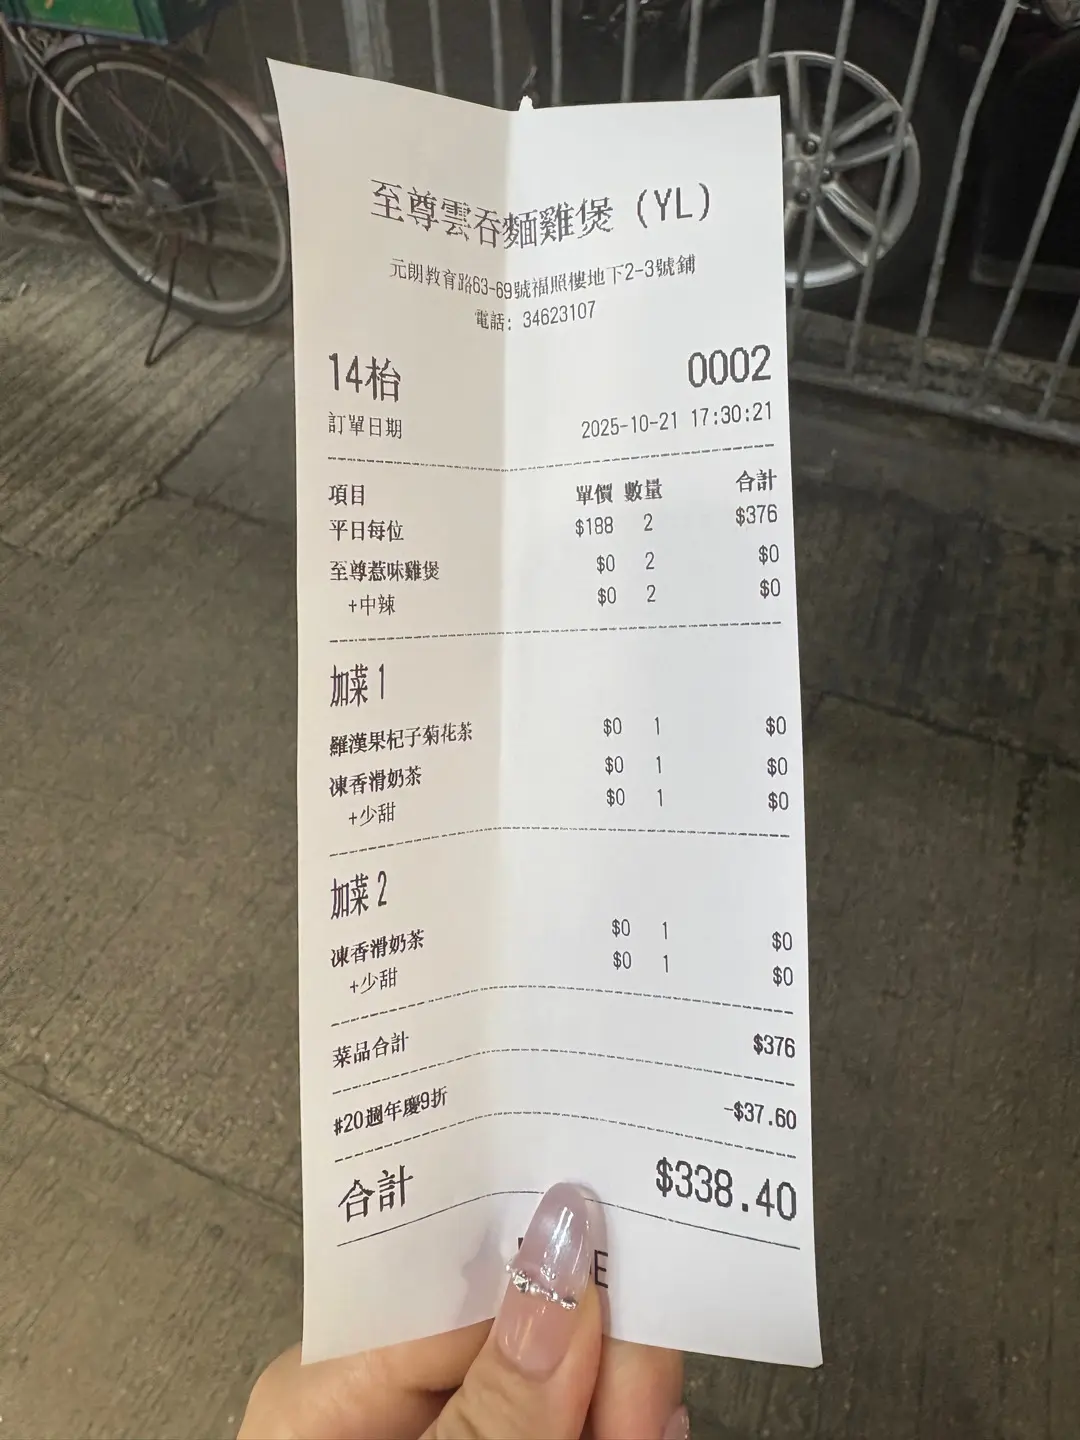 至尊雲吞麵雞煲 (YL)
元朗教育路63-69號福照樓地下2-3號鋪
電話: 34623107
14枱 0002
訂單日期 2025-10-21 17:30:21
項目 單價 數量 合計
平日每位 $188 2 $376
至尊惹味雞煲 $0 2 $0
+中辣 $0 2 $0
加菜 1
羅漢果杞子菊花茶 $0 1 $0
凍香滑奶茶 $0 1 $0
+少甜 $0 1 $0
加菜 2
凍香滑奶茶 $0 1 $0
+少甜 $0 1 $0
菜品合計 $376
#20週年慶9折 -$37.60
合計 $338.40